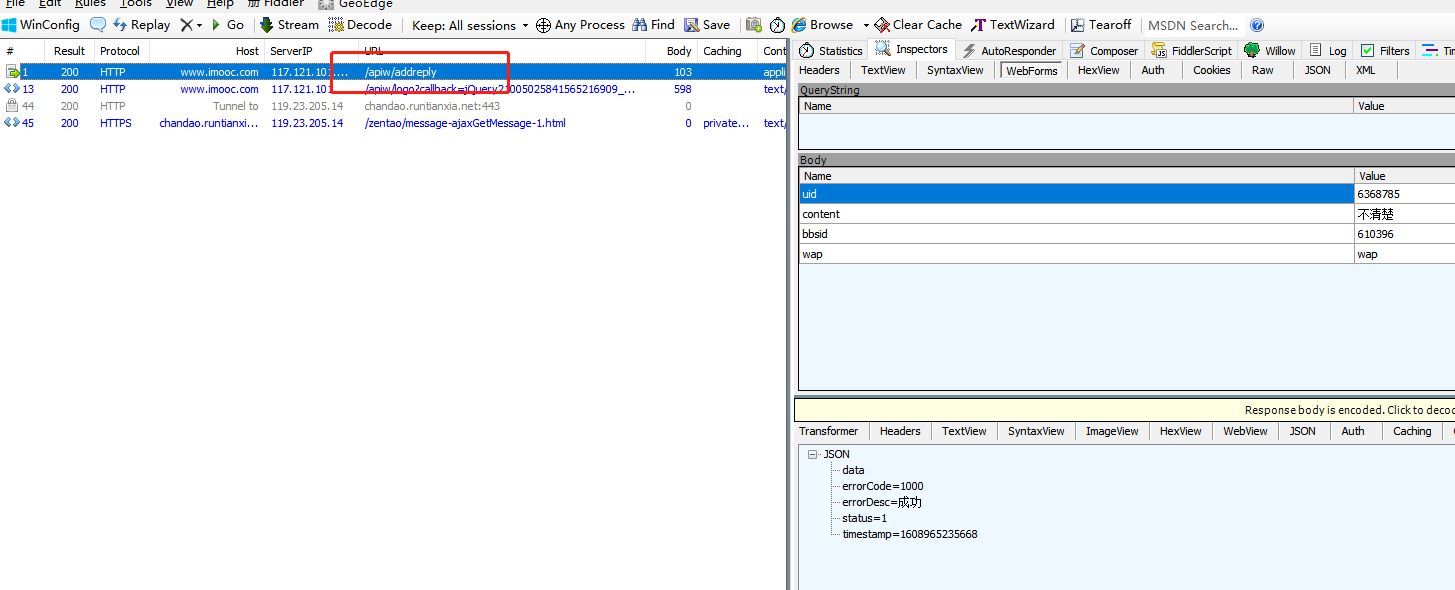 File Edit Rules Tools View Help Fiddler GeoEdge
WinConfig Replay Go Stream Decode Keep: All sessions Any Process Find Save Browse Clear Cache TextWizard Tearoff MSDN Search...
# Result Protocol Host ServerIP URL Body Caching Cont
1 200 HTTP www.imooc.com 117.121.101.... /apiw/addreply 103 appli
13 200 HTTP www.imooc.com 117.121.101 /apiw/logo?callback=jQuery21005025841565216909_... 598 text/
44 200 HTTP Tunnel to 119.23.205.14 chandao.runtianxia.net:443 0
45 200 HTTPS chandao.runtianxi... 119.23.205.14 /zentao/message-ajaxGetMessage-1.html 0 private... text/
Statistics Inspectors AutoResponder Composer FiddlerScript Willow Log Filters Tim
Headers TextView SyntaxView WebForms HexView Auth Cookies Raw JSON XML
QueryString
Name Value
Body
Name Value
uid 6368785
content 不清楚
bbsid 610396
wap wap
Response body is encoded. Click to decod
Transformer Headers TextView SyntaxView ImageView HexView WebView JSON Auth Caching
JSON
data
errorCode=1000
errorDesc=成功
status=1
timestamp=1608965235668